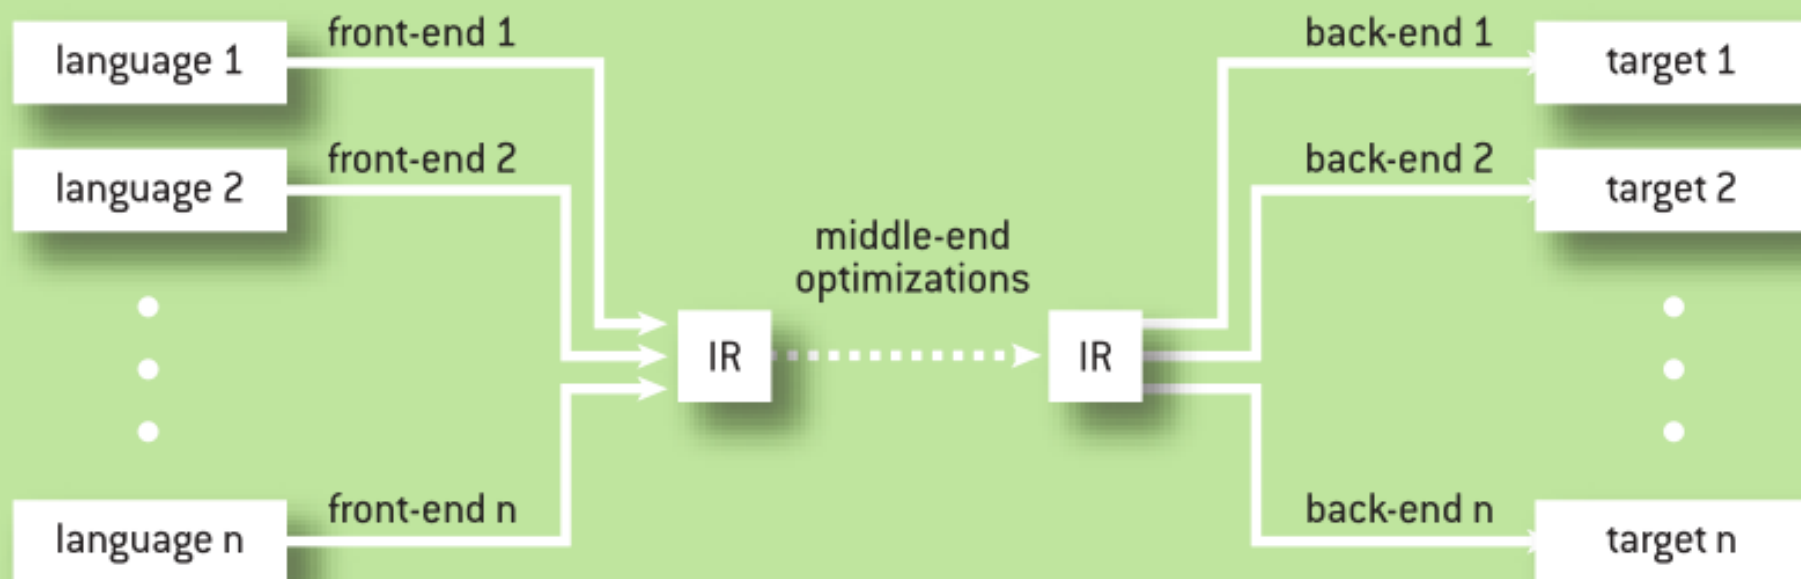 language 1
front-end 1
back-end 1
target 1
language 2
front-end 2
back-end 2
target 2
middle-end
optimizations
IR
IR
language n
front-end n
back-end n
target n